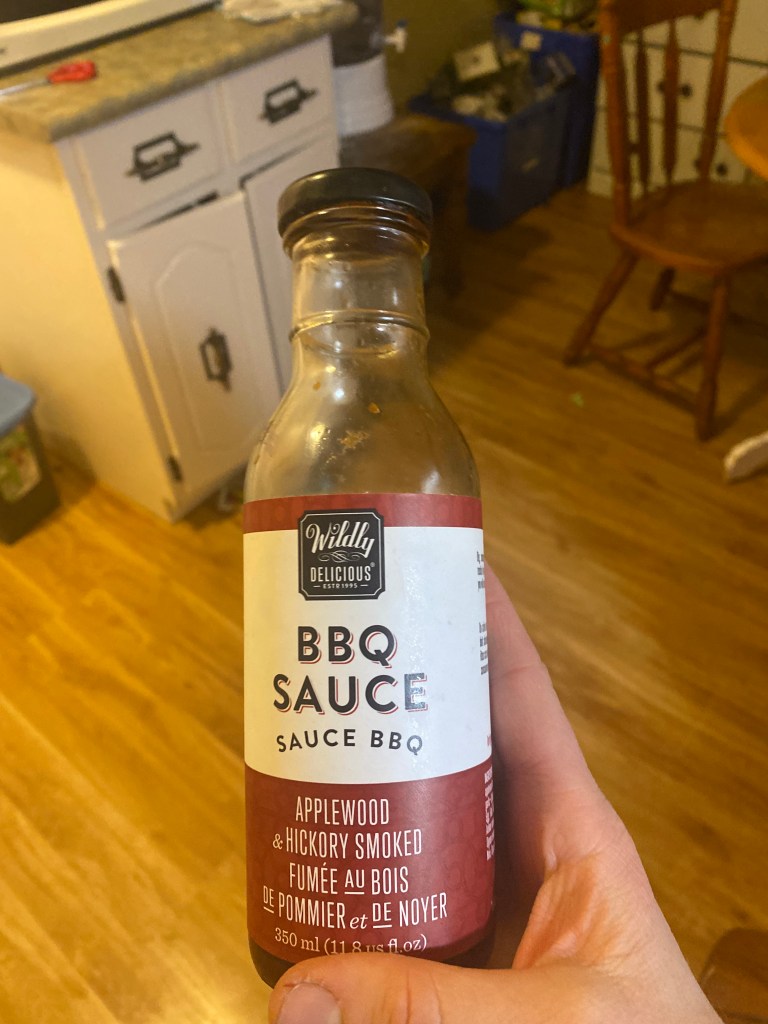 Wildly
DELICIOUS®
ESTD 1995
BBQ
SAUCE
SAUCE BBQ
APPLEWOOD
& HICKORY SMOKED
FUMÉE AU BOIS
DE POMMIER et DE NOYER
350 ml (11.8 us fl.oz)